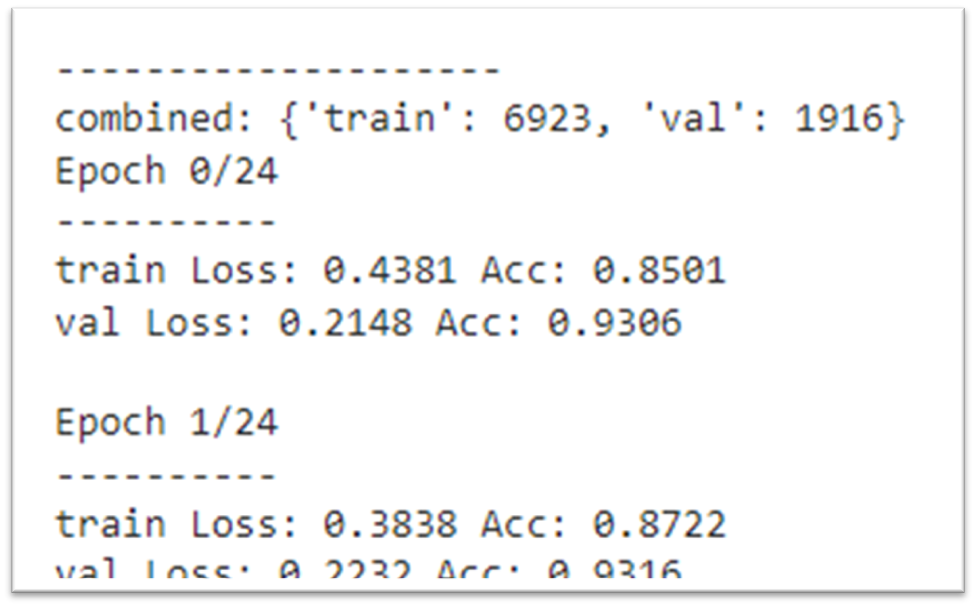 --------------------
combined: {'train': 6923, 'val': 1916}
Epoch 0/24
----------
train Loss: 0.4381 Acc: 0.8501
val Loss: 0.2148 Acc: 0.9306
Epoch 1/24
----------
train Loss: 0.3838 Acc: 0.8722
val Loss: 0.2232 Acc: 0.9316